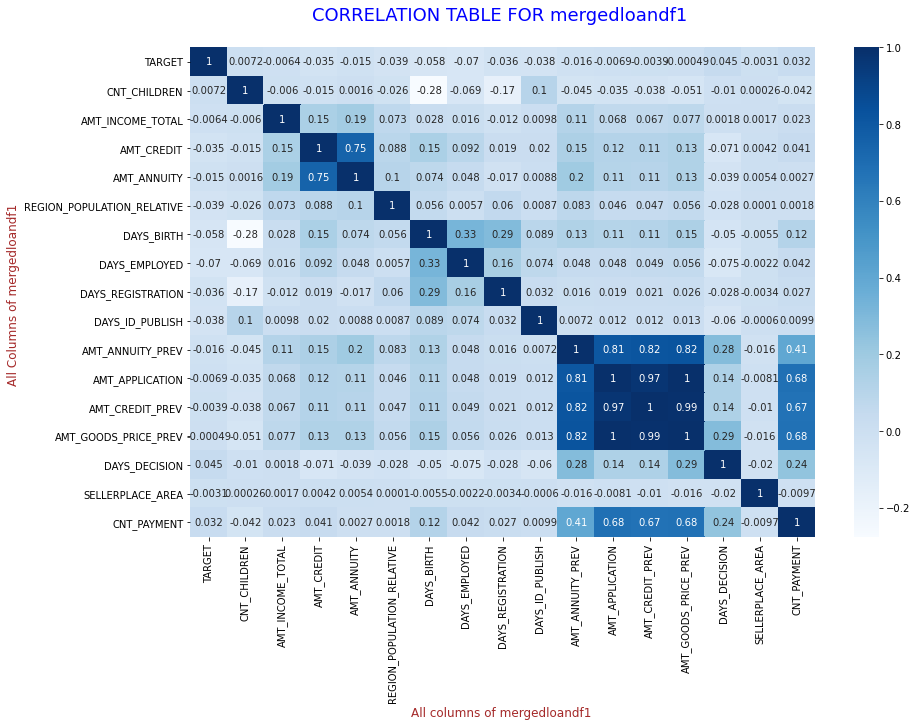 CORRELATION TABLE FOR mergedloandf1
All Columns of mergedloandf1
TARGET 1 0.0072 -0.0064 -0.035 -0.015 -0.039 -0.058 -0.07 -0.036 -0.038 -0.016 -0.0069 -0.0039 -0.00049 0.045 -0.0031 0.032
CNT_CHILDREN 0.0072 1 -0.006 -0.015 0.0016 -0.026 -0.28 -0.069 -0.17 0.1 -0.045 -0.035 -0.038 -0.051 -0.01 0.00026 -0.042
AMT_INCOME_TOTAL -0.0064 -0.006 1 0.15 0.19 0.073 0.028 0.016 -0.012 0.0098 0.11 0.068 0.067 0.077 0.0018 0.0017 0.023
AMT_CREDIT -0.035 -0.015 0.15 1 0.75 0.088 0.15 0.092 0.019 0.02 0.15 0.12 0.11 0.13 -0.071 0.0042 0.041
AMT_ANNUITY -0.015 0.0016 0.19 0.75 1 0.1 0.074 0.048 -0.017 0.0088 0.2 0.11 0.11 0.13 -0.039 0.0054 0.0027
REGION_POPULATION_RELATIVE -0.039 -0.026 0.073 0.088 0.1 1 0.056 0.0057 0.06 0.0087 0.083 0.046 0.047 0.056 -0.028 0.0001 0.0018
DAYS_BIRTH -0.058 -0.28 0.028 0.15 0.074 0.056 1 0.33 0.29 0.089 0.13 0.11 0.11 0.15 -0.05 -0.0055 0.12
DAYS_EMPLOYED -0.07 -0.069 0.016 0.092 0.048 0.0057 0.33 1 0.16 0.074 0.048 0.048 0.049 0.056 -0.075 -0.0022 0.042
DAYS_REGISTRATION -0.036 -0.17 -0.012 0.019 -0.017 0.06 0.29 0.16 1 0.032 0.016 0.019 0.021 0.026 -0.028 -0.0034 0.027
DAYS_ID_PUBLISH -0.038 0.1 0.0098 0.02 0.0088 0.0087 0.089 0.074 0.032 1 0.0072 0.012 0.012 0.013 -0.06 -0.0006 0.0099
AMT_ANNUITY_PREV -0.016 -0.045 0.11 0.15 0.2 0.083 0.13 0.048 0.016 0.0072 1 0.81 0.82 0.82 0.28 -0.016 0.41
AMT_APPLICATION -0.0069 -0.035 0.068 0.12 0.11 0.046 0.11 0.048 0.019 0.012 0.81 1 0.97 1 0.14 -0.0081 0.68
AMT_CREDIT_PREV -0.0039 -0.038 0.067 0.11 0.11 0.047 0.11 0.049 0.021 0.012 0.82 0.97 1 0.99 0.14 -0.01 0.67
AMT_GOODS_PRICE_PREV -0.00049 -0.051 0.077 0.13 0.13 0.056 0.15 0.056 0.026 0.013 0.82 1 0.99 1 0.29 -0.016 0.68
DAYS_DECISION 0.045 -0.01 0.0018 -0.071 -0.039 -0.028 -0.05 -0.075 -0.028 -0.06 0.28 0.14 0.14 0.29 1 -0.02 0.24
SELLERPLACE_AREA -0.0031 0.00026 0.0017 0.0042 0.0054 0.0001 -0.0055 -0.0022 -0.0034 -0.0006 -0.016 -0.0081 -0.01 -0.016 -0.02 1 -0.0097
CNT_PAYMENT 0.032 -0.042 0.023 0.041 0.0027 0.0018 0.12 0.042 0.027 0.0099 0.41 0.68 0.67 0.68 0.24 -0.0097 1
TARGET
CNT_CHILDREN
AMT_INCOME_TOTAL
AMT_CREDIT
AMT_ANNUITY
REGION_POPULATION_RELATIVE
DAYS_BIRTH
DAYS_EMPLOYED
DAYS_REGISTRATION
DAYS_ID_PUBLISH
AMT_ANNUITY_PREV
AMT_APPLICATION
AMT_CREDIT_PREV
AMT_GOODS_PRICE_PREV
DAYS_DECISION
SELLERPLACE_AREA
CNT_PAYMENT
All columns of mergedloandf1
1.0
0.8
0.6
0.4
0.2
0.0
−0.2